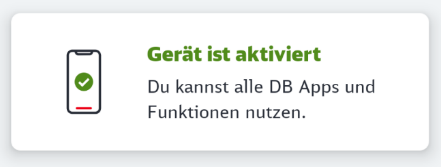 Gerät ist aktiviert
Du kannst alle DB Apps und
Funktionen nutzen.